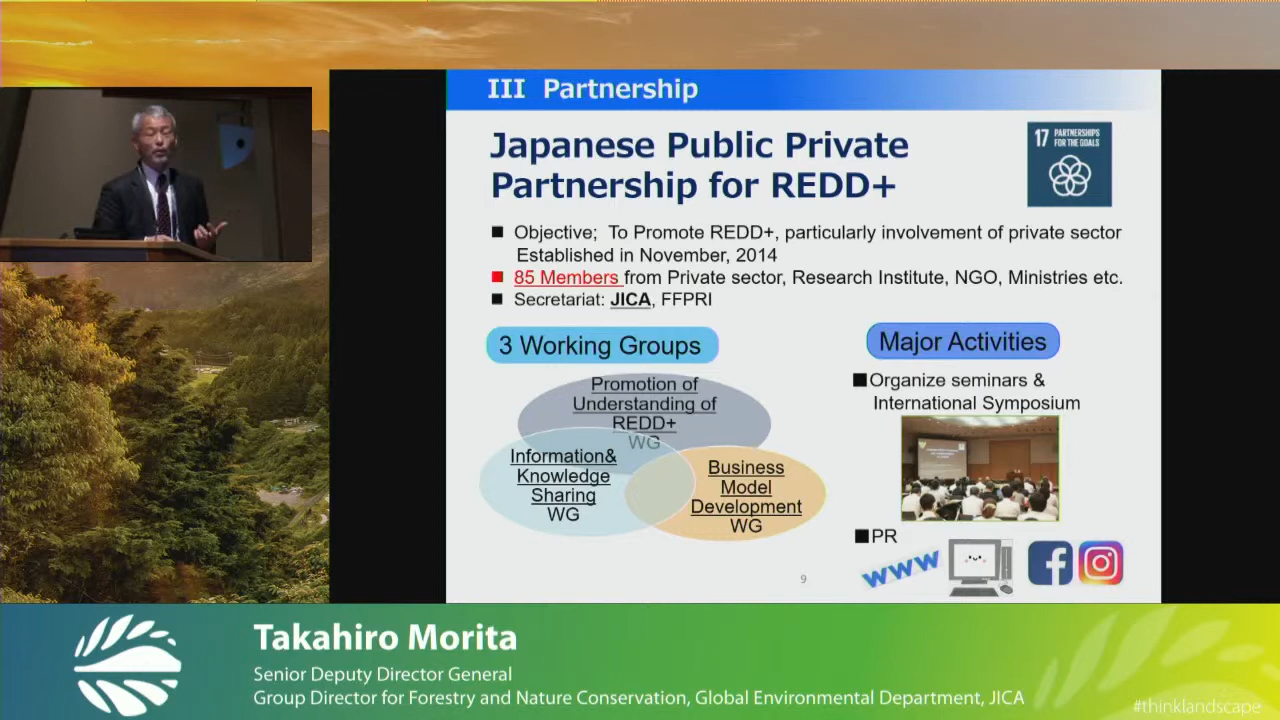 III Partnership
Japanese Public Private
Partnership for REDD+
17 PARTNERSHIPS
FOR THE GOALS
■ Objective; To Promote REDD+, particularly involvement of private sector
Established in November, 2014
■ 85 Members from Private sector, Research Institute, NGO, Ministries etc.
■ Secretariat: JICA, FFPRI
3 Working Groups
Promotion of
Understanding of
REDD+
WG
Information&
Knowledge
Sharing
WG
Business
Model
Development
WG
Major Activities
■Organize seminars &
International Symposium
■PR
www
9
Takahiro Morita
Senior Deputy Director General
Group Director for Forestry and Nature Conservation, Global Environmental Department, JICA
#thinklandscape